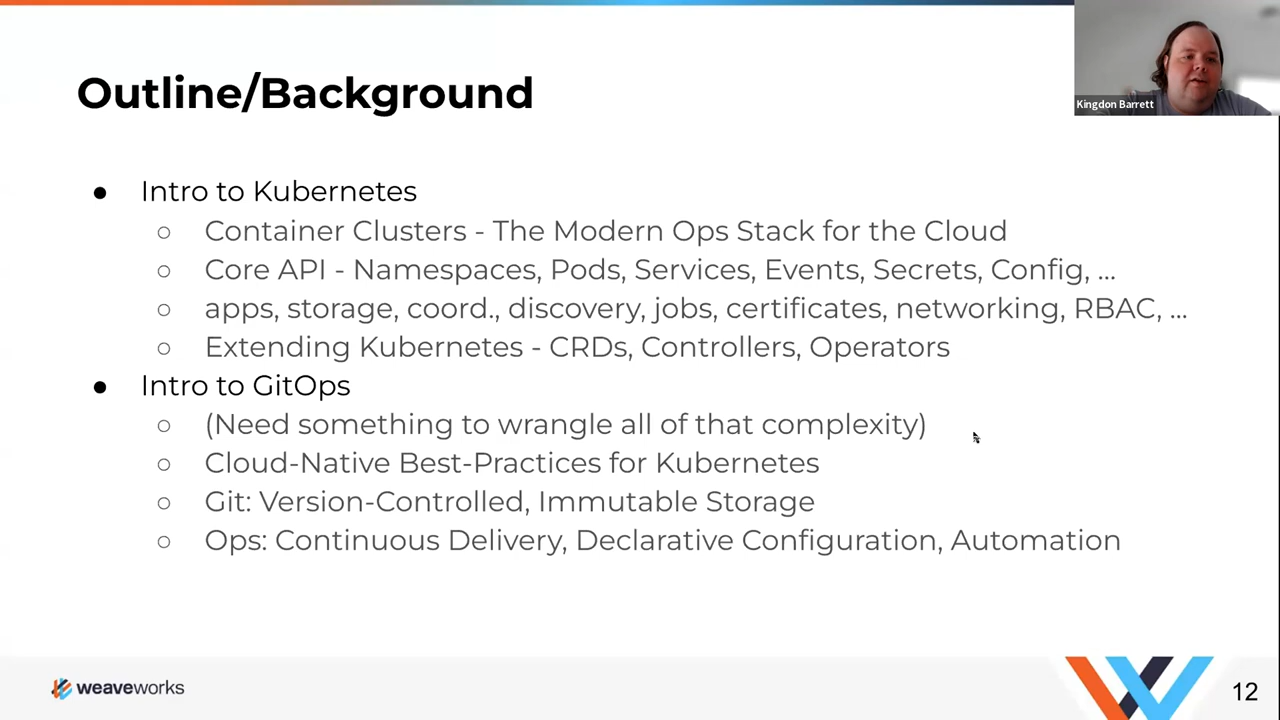 Outline/Background
Kingdon Barrett
● Intro to Kubernetes
○ Container Clusters - The Modern Ops Stack for the Cloud
○ Core API - Namespaces, Pods, Services, Events, Secrets, Config, ...
○ apps, storage, coord., discovery, jobs, certificates, networking, RBAC, ...
○ Extending Kubernetes - CRDs, Controllers, Operators
● Intro to GitOps
○ (Need something to wrangle all of that complexity)
○ Cloud-Native Best-Practices for Kubernetes
○ Git: Version-Controlled, Immutable Storage
○ Ops: Continuous Delivery, Declarative Configuration, Automation
weaveworks
12